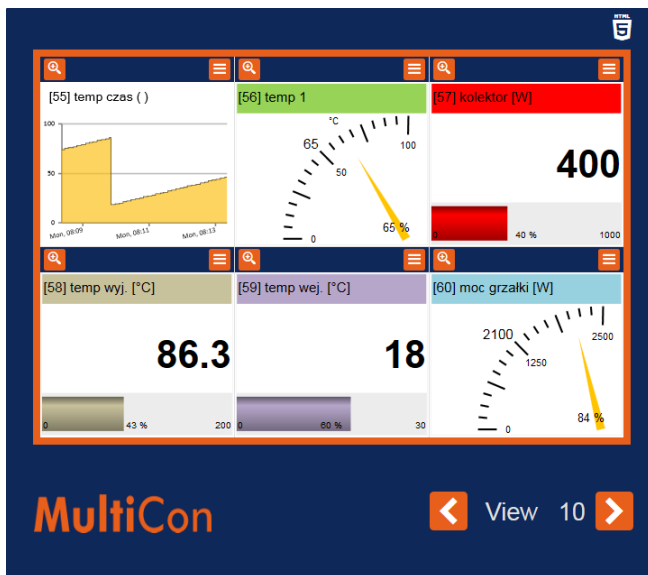 HTML
5
[55] temp czas ( )
100
50
0
Mon, 08:09
Mon, 08:11
Mon, 08:13
[56] temp 1
°C
65
100
50
0
65 %
[57] kolektor [W]
400
0
40 %
1000
[58] temp wyj. [°C]
86.3
0
43 %
200
[59] temp wej. [°C]
18
0
60 %
30
[60] moc grzałki [W]
2100
2500
1250
0
84 %
MultiCon
View 10